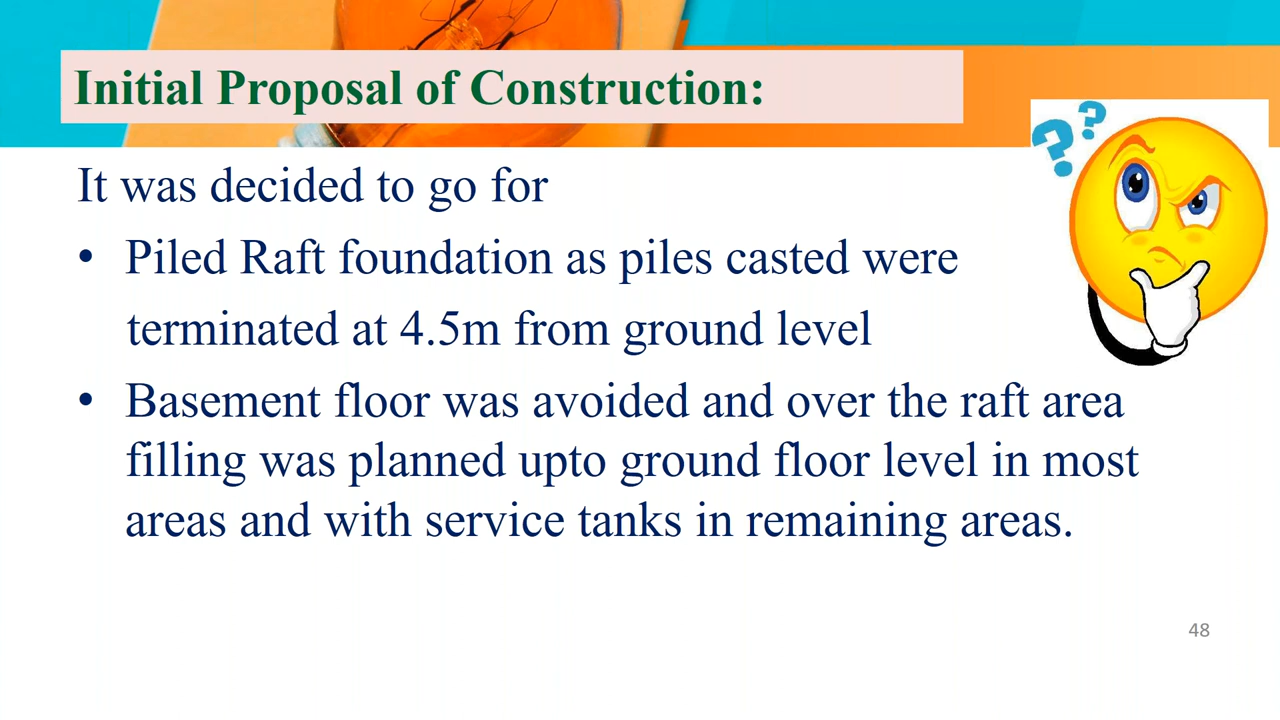 Initial Proposal of Construction:
? ?
It was decided to go for
• Piled Raft foundation as piles casted were
terminated at 4.5m from ground level
• Basement floor was avoided and over the raft area
filling was planned upto ground floor level in most
areas and with service tanks in remaining areas.
48